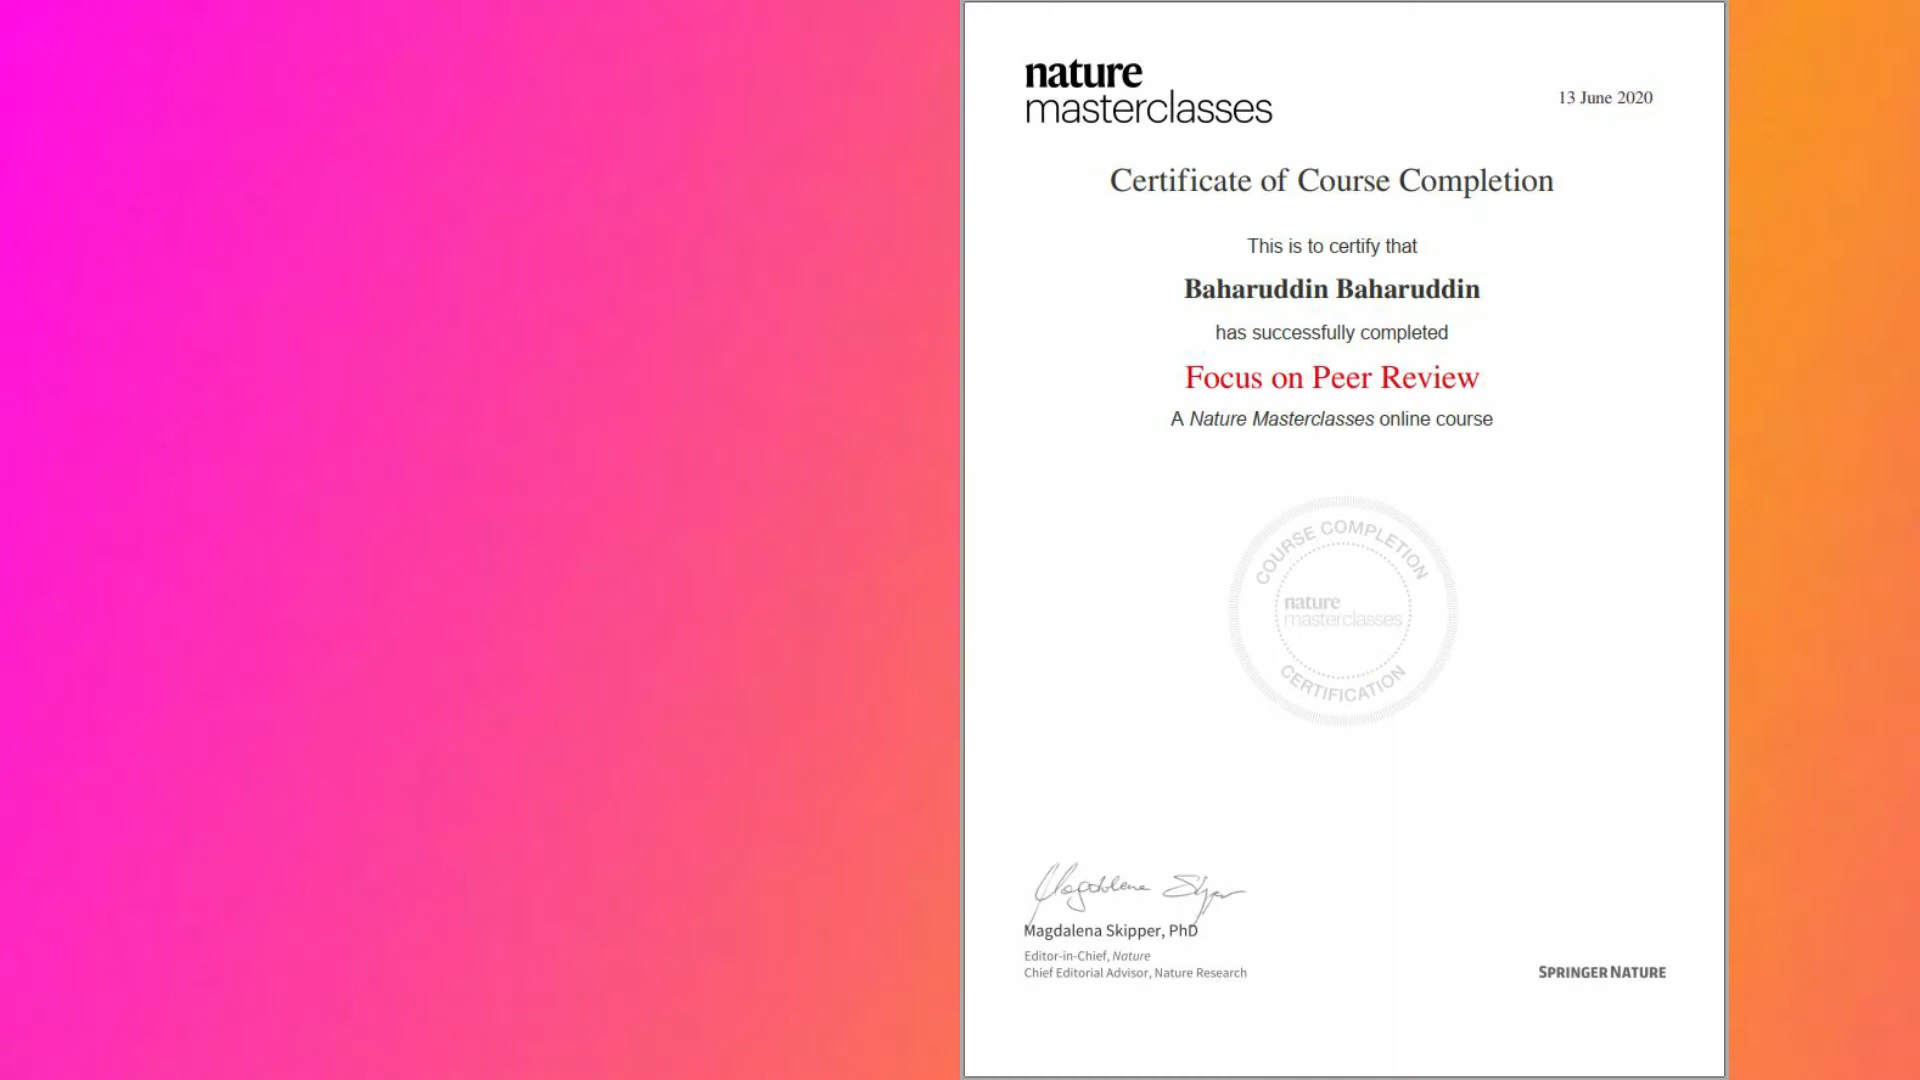 nature
masterclasses
13 June 2020
Certificate of Course Completion
This is to certify that
Baharuddin Baharuddin
has successfully completed
Focus on Peer Review
A Nature Masterclasses online course
COURSE COMPLETION
nature
masterclasses
CERTIFICATION
Magdalena Skipper
Magdalena Skipper, PhD
Editor-in-Chief, Nature
Chief Editorial Advisor, Nature Research
SPRINGER NATURE